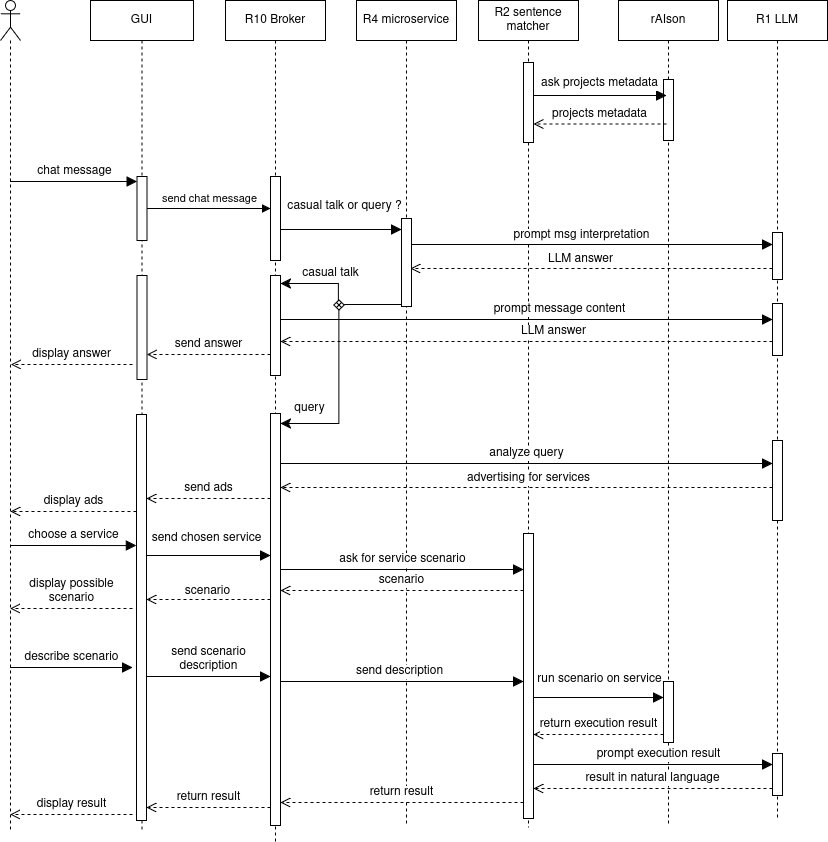 GUI
R10 Broker
R4 microservice
R2 sentence
matcher
rAIson
R1 LLM
ask projects metadata
projects metadata
chat message
send chat message
casual talk or query ?
prompt msg interpretation
LLM answer
casual talk
prompt message content
LLM answer
send answer
display answer
query
analyze query
advertising for services
send ads
display ads
choose a service
send chosen service
ask for service scenario
scenario
scenario
display possible
scenario
describe scenario
send scenario
description
send description
run scenario on service
return execution result
prompt execution result
result in natural language
return result
return result
display result